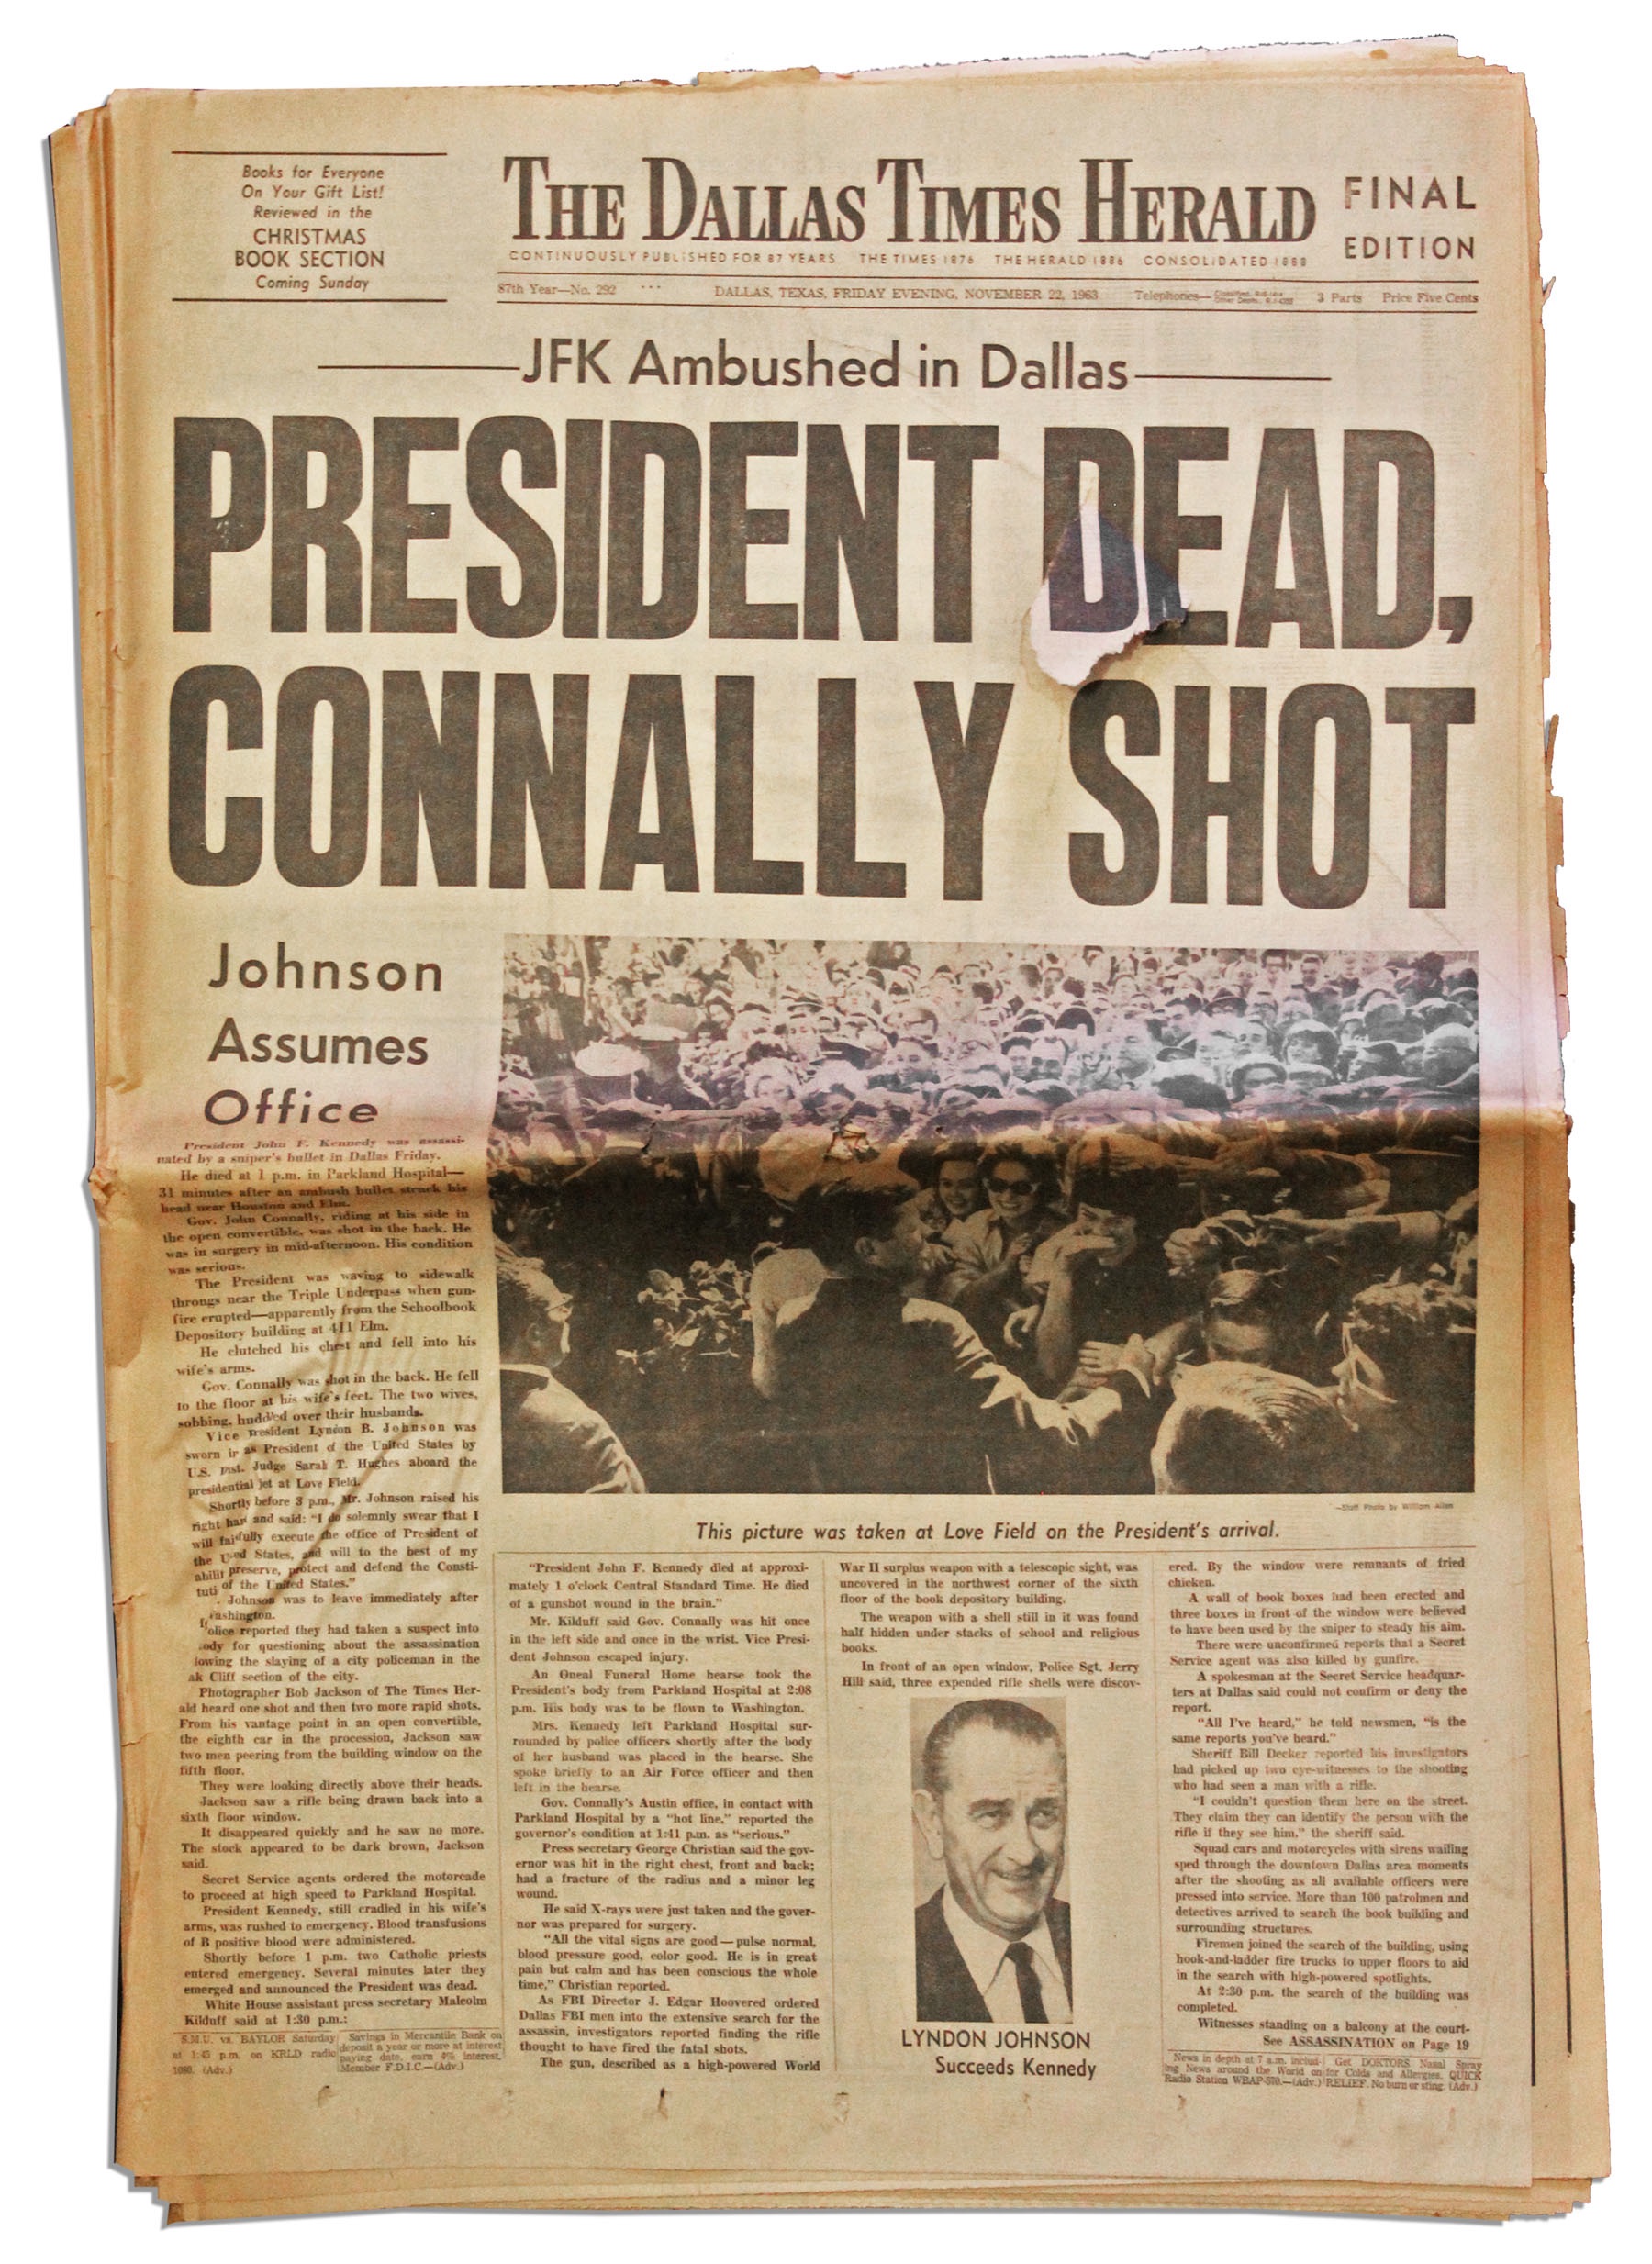 Books for Everyone
On Your Gift List!
Reviewed in the
CHRISTMAS
BOOK SECTION
Coming Sunday
THE DALLAS TIMES HERALD
CONTINUOUSLY PUBLISHED FOR 87 YEARS THE TIMES 1876 THE HERALD 1886 CONSOLIDATED 1888
FINAL
EDITION
87th Year—No. 292 *** DALLAS, TEXAS, FRIDAY EVENING, NOVEMBER 22, 1963 Telephones— 3 Parts Price Five Cents
JFK Ambushed in Dallas
PRESIDENT DEAD,
CONNALLY SHOT
Johnson
Assumes
Office
President John F. Kennedy was assassi-
nated by a sniper's bullet in Dallas Friday.
He died at 1 p.m. in Parkland Hospital—
31 minutes after an ambush bullet struck his
head near Houston and Elm.
Gov. John Connally, riding at his side in
the open convertible, was shot in the back. He
was in surgery in mid-afternoon. His condition
was serious.
The President was waving to sidewalk
throngs near the Triple Underpass when gun-
fire erupted—apparently from the Schoolbook
Depository building at 411 Elm.
He clutched his chest and fell into his
wife's arms.
Gov. Connally was shot in the back. He fell
to the floor at his wife's feet. The two wives,
sobbing, huddled over their husbands.
Vice President Lyndon B. Johnson was
sworn in as President of the United States by
U.S. Dist. Judge Sarah T. Hughes aboard the
presidential jet at Love Field.
Shortly before 3 p.m., Mr. Johnson raised his
right hand and said: "I do solemnly swear that I
will faithfully execute the office of President of
the United States, and will to the best of my
ability preserve, protect and defend the Consti-
tution of the United States."
Johnson was to leave immediately after
Washington.
Police reported they had taken a suspect into
ody for questioning about the assassination
lowing the slaying of a city policeman in the
ak Cliff section of the city.
Photographer Bob Jackson of The Times Her-
ald heard one shot and then two more rapid shots.
From his vantage point in an open convertible,
the eighth car in the procession, Jackson saw
two men peering from the building window on the
fifth floor.
They were looking directly above their heads.
Jackson saw a rifle being drawn back into a
sixth floor window.
It disappeared quickly and he saw no more.
The stock appeared to be dark brown, Jackson
said.
Secret Service agents ordered the motorcade
to proceed at high speed to Parkland Hospital.
President Kennedy, still cradled in his wife's
arms, was rushed to emergency. Blood transfusions
of B positive blood were administered.
Shortly before 1 p.m. two Catholic priests
entered emergency. Several minutes later they
emerged and announced the President was dead.
White House assistant press secretary Malcolm
Kilduff said at 1:30 p.m.:
S.M.U. vs. BAYLOR Saturday
at 1:45 p.m. on KRLD radio
1080. (Adv.)
Savings in Mercantile Bank on
deposit a year or more at interest
paying date, earn 4% interest.
Member F.D.I.C.—(Adv.)
—Staff Photo by William Allen
This picture was taken at Love Field on the President's arrival.
"President John F. Kennedy died at approxi-
mately 1 o'clock Central Standard Time. He died
of a gunshot wound in the brain."
Mr. Kilduff said Gov. Connally was hit once
in the left side and once in the wrist. Vice Presi-
dent Johnson escaped injury.
An Oneal Funeral Home hearse took the
President's body from Parkland Hospital at 2:08
p.m. His body was to be flown to Washington.
Mrs. Kennedy left Parkland Hospital sur-
rounded by police officers shortly after the body
of her husband was placed in the hearse. She
spoke briefly to an Air Force officer and then
left in the hearse.
Gov. Connally's Austin office, in contact with
Parkland Hospital by a "hot line," reported the
governor's condition at 1:41 p.m. as "serious."
Press secretary George Christian said the gov-
ernor was hit in the right chest, front and back;
had a fracture of the radius and a minor leg
wound.
He said X-rays were just taken and the gover-
nor was prepared for surgery.
"All the vital signs are good—pulse normal,
blood pressure good, color good. He is in great
pain but calm and has been conscious the whole
time," Christian reported.
As FBI Director J. Edgar Hoovered ordered
Dallas FBI men into the extensive search for the
assassin, investigators reported finding the rifle
thought to have fired the fatal shots.
The gun, described as a high-powered World
War II surplus weapon with a telescopic sight, was
uncovered in the northwest corner of the sixth
floor of the book depository building.
The weapon with a shell still in it was found
half hidden under stacks of school and religious
books.
In front of an open window, Police Sgt. Jerry
Hill said, three expended rifle shells were discov-
LYNDON JOHNSON
Succeeds Kennedy
ered. By the window were remnants of fried
chicken.
A wall of book boxes had been erected and
three boxes in front of the window were believed
to have been used by the sniper to steady his aim.
There were unconfirmed reports that a Secret
Service agent was also killed by gunfire.
A spokesman at the Secret Service headquar-
ters at Dallas said could not confirm or deny the
report.
"All I've heard," he told newsmen, "is the
same reports you've heard."
Sheriff Bill Decker reported his investigators
had picked up two eye-witnesses to the shooting
who had seen a man with a rifle.
"I couldn't question them here on the street.
They claim they can identify the person with the
rifle if they see him," the sheriff said.
Squad cars and motorcycles with sirens wailing
sped through the downtown Dallas area moments
after the shooting as all available officers were
pressed into service. More than 100 patrolmen and
detectives arrived to search the book building and
surrounding structures.
Firemen joined the search of the building, using
hook-and-ladder fire trucks to upper floors to aid
in the search with high-powered spotlights.
At 2:30 p.m. the search of the building was
completed.
Witnesses standing on a balcony at the court-
See ASSASSINATION on Page 19
News in depth at 7 a.m. includ-
ing News around the World on
Radio Station WBAP-570.—(Adv.)
Get DOKTORS Nasal Spray
for Colds and Allergies. QUICK
RELIEF. No burn or sting. (Adv.)